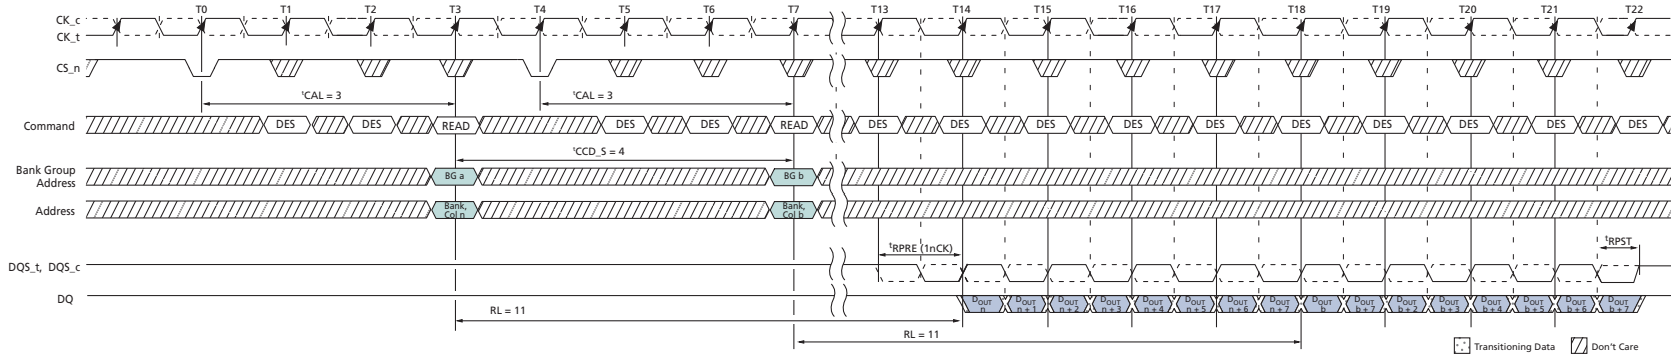 T0 T1 T2 T3 T4 T5 T6 T7 T13 T14 T15 T16 T17 T18 T19 T20 T21 T22
CK_c
CK_t
CS_n
tCAL = 3 tCAL = 3
Command DES DES READ DES DES READ DES DES DES DES DES DES DES DES DES DES
tCCD_S = 4
Bank Group
Address BG a BG b
Address Bank, Col n Bank, Col b
tRPRE (1nCK) tRPST
DQS_t, DQS_c
DQ DOUT n DOUT n + 1 DOUT n + 2 DOUT n + 3 DOUT n + 4 DOUT n + 5 DOUT n + 6 DOUT n + 7 DOUT b DOUT b + 7 DOUT b + 2 DOUT b + 3 DOUT b + 4 DOUT b + 5 DOUT b + 6 DOUT b + 7
RL = 11
RL = 11
Transitioning Data Don't Care